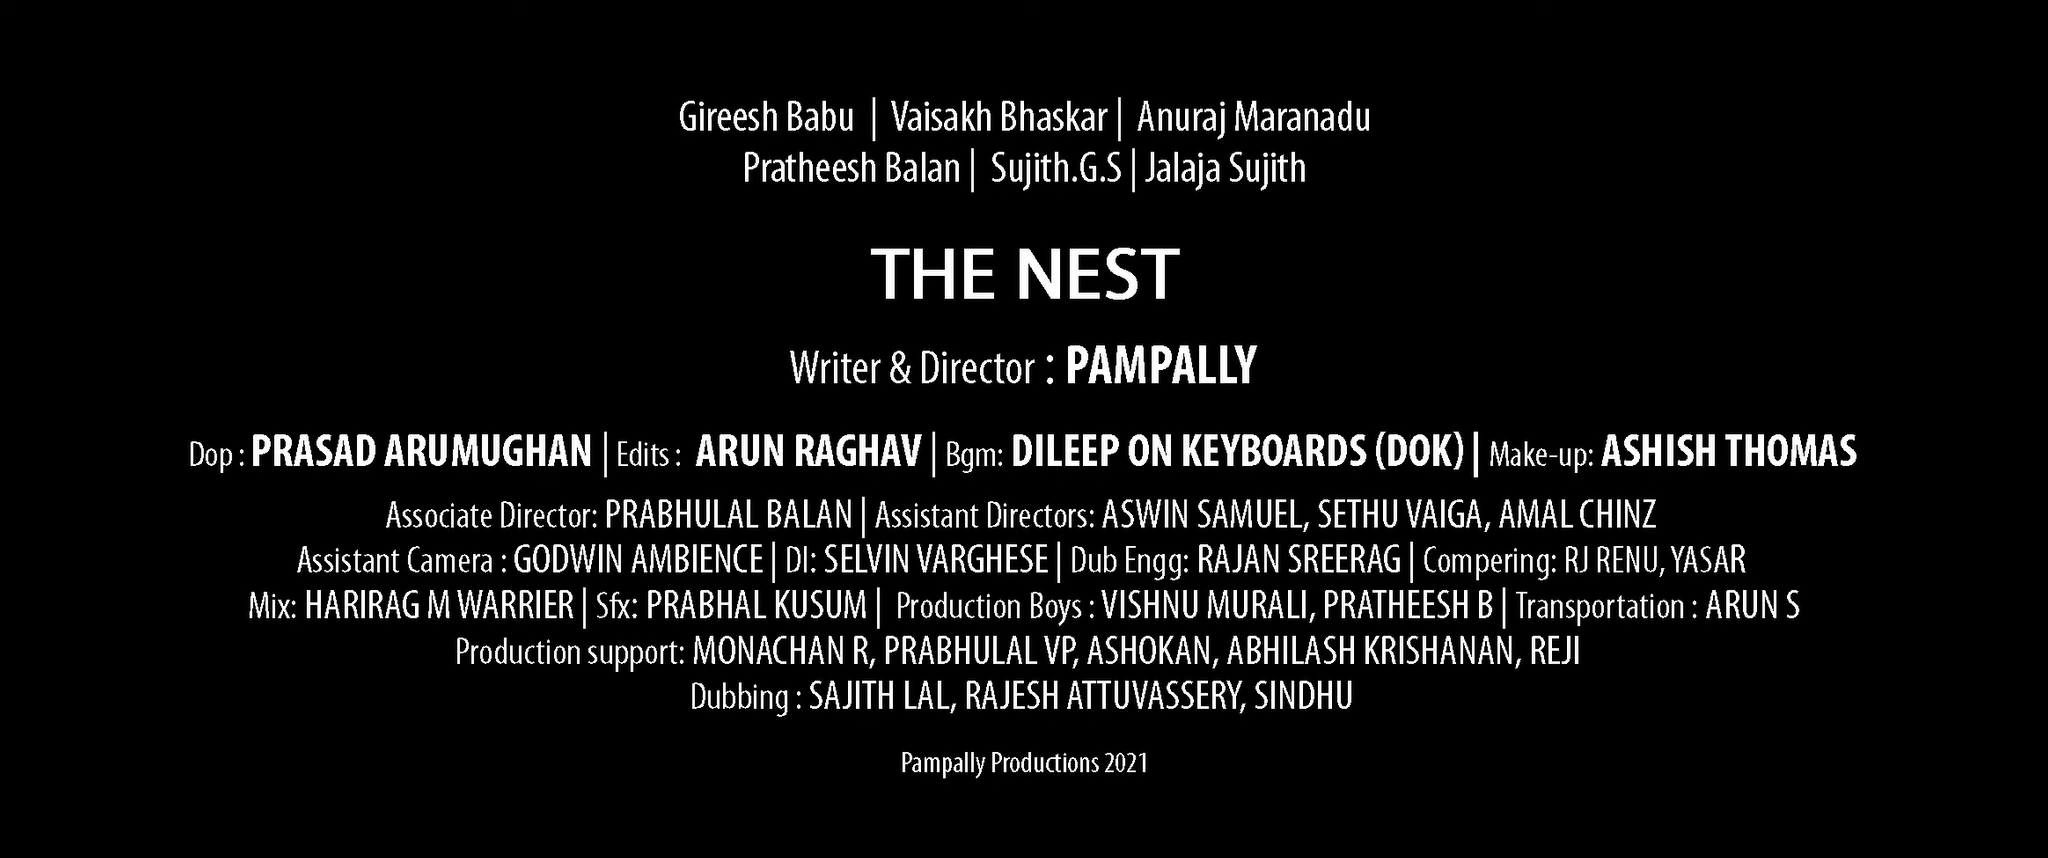 Gireesh Babu | Vaisakh Bhaskar | Anuraj Maranadu
Pratheesh Balan | Sujith.G.S | Jalaja Sujith
THE NEST
Writer & Director : PAMPALLY
Dop : PRASAD ARUMUGHAN | Edits : ARUN RAGHAV | Bgm: DILEEP ON KEYBOARDS (DOK) | Make-up: ASHISH THOMAS
Associate Director: PRABHULAL BALAN | Assistant Directors: ASWIN SAMUEL, SETHU VAIGA, AMAL CHINZ
Assistant Camera : GODWIN AMBIENCE | DI: SELVIN VARGHESE | Dub Engg: RAJAN SREERAG | Compering: RJ RENU, YASAR
Mix: HARIRAG M WARRIER | Sfx: PRABHAL KUSUM | Production Boys : VISHNU MURALI, PRATHEESH B | Transportation : ARUN S
Production support: MONACHAN R, PRABHULAL VP, ASHOKAN, ABHILASH KRISHANAN, REJI
Dubbing : SAJITH LAL, RAJESH ATTUVASSERY, SINDHU
Pampally Productions 2021